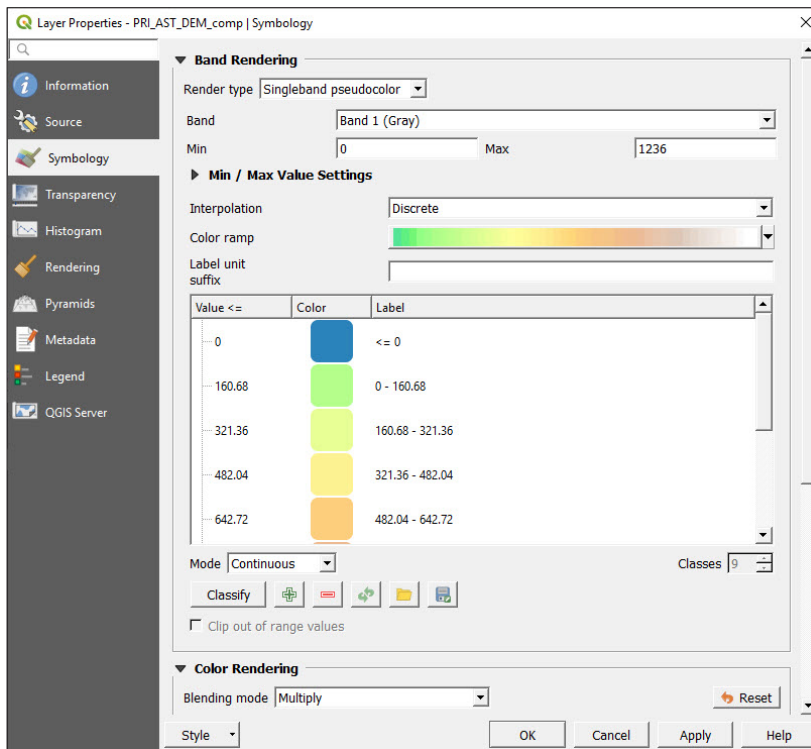 Layer Properties - PRI_AST_DEM_comp | Symbology
Information
Source
Symbology
Transparency
Histogram
Rendering
Pyramids
Metadata
Legend
QGIS Server
Band Rendering
Render type Singleband pseudocolor
Band Band 1 (Gray)
Min 0 Max 1236
Min / Max Value Settings
Interpolation Discrete
Color ramp
Label unit
suffix
Value <= Color Label
0 <= 0
160.68 0 - 160.68
321.36 160.68 - 321.36
482.04 321.36 - 482.04
642.72 482.04 - 642.72
Mode Continuous Classes 9
Classify
Clip out of range values
Color Rendering
Blending mode Multiply Reset
Style OK Cancel Apply Help